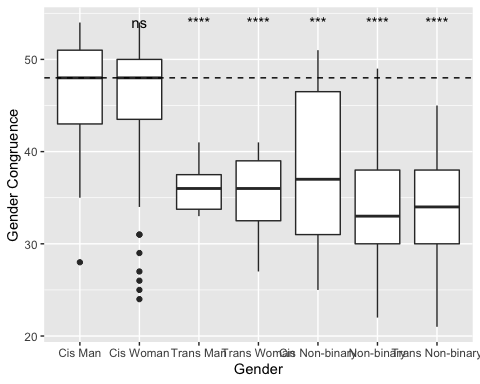 ns **** **** *** **** ****
50
40
30
20
Gender Congruence
Cis Man Cis Woman Trans Man Trans Woman Cis Non-binary Non-binary Trans Non-binary
Gender